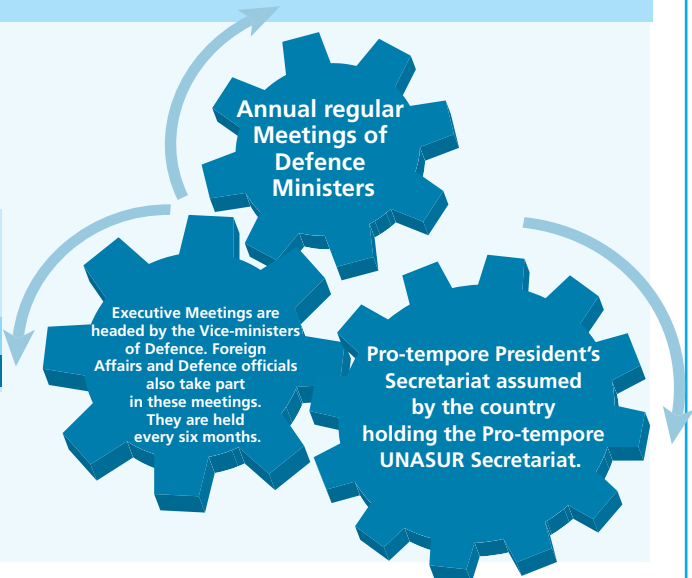 Annual regular
Meetings of
Defence
Ministers
Executive Meetings are
headed by the Vice-ministers
of Defence. Foreign
Affairs and Defence officials
also take part
in these meetings.
They are held
every six months.
Pro-tempore President’s
Secretariat assumed
by the country
holding the Pro-tempore
UNASUR Secretariat.